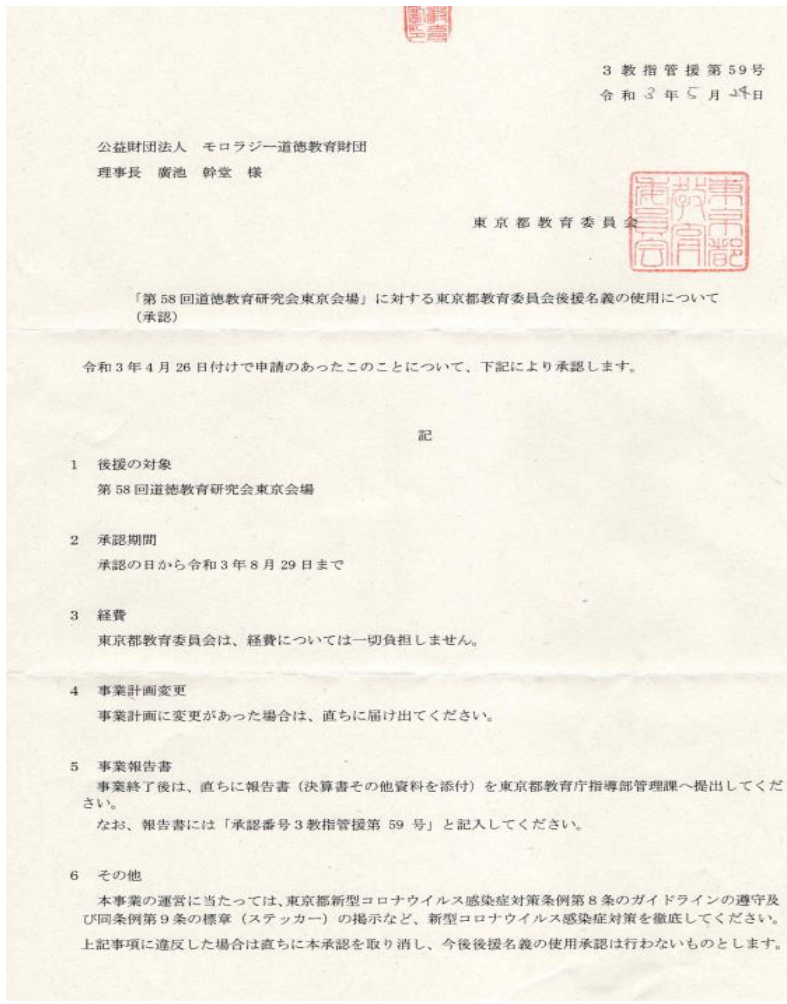 3教指管援第59号
令和3年5月24日
公益財団法人　モラロジー道徳教育財団
理事長　廣池　幹堂　様
東京都教育委員会
東京都
教育
委員会
「第58回道徳教育研究会東京会場」に対する東京都教育委員会後援名義の使用について
（承認）
令和3年4月26日付けで申請のあったこのことについて、下記により承認します。
記
1　後援の対象
第58回道徳教育研究会東京会場
2　承認期間
承認の日から令和3年8月29日まで
3　経費
東京都教育委員会は、経費については一切負担しません。
4　事業計画変更
事業計画に変更があった場合は、直ちに届け出てください。
5　事業報告書
事業終了後は、直ちに報告書（決算書その他資料を添付）を東京都教育庁指導部管理課へ提出してくだ
さい。
なお、報告書には「承認番号3教指管援第 59 号」と記入してください。
6　その他
本事業の運営に当たっては、東京都新型コロナウイルス感染症対策条例第8条のガイドラインの遵守及
び同条例第9条の標章（ステッカー）の掲示など、新型コロナウイルス感染症対策を徹底してください。
上記事項に違反した場合は直ちに本承認を取り消し、今後後援名義の使用承認は行わないものとします。